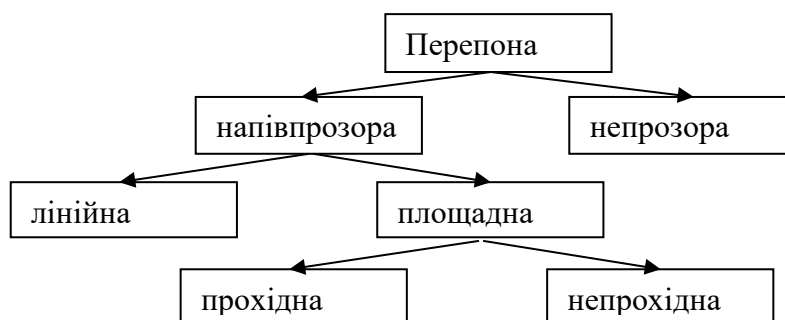 Перепона
напівпрозора
непрозора
лінійна
площадна
прохідна
непрохідна